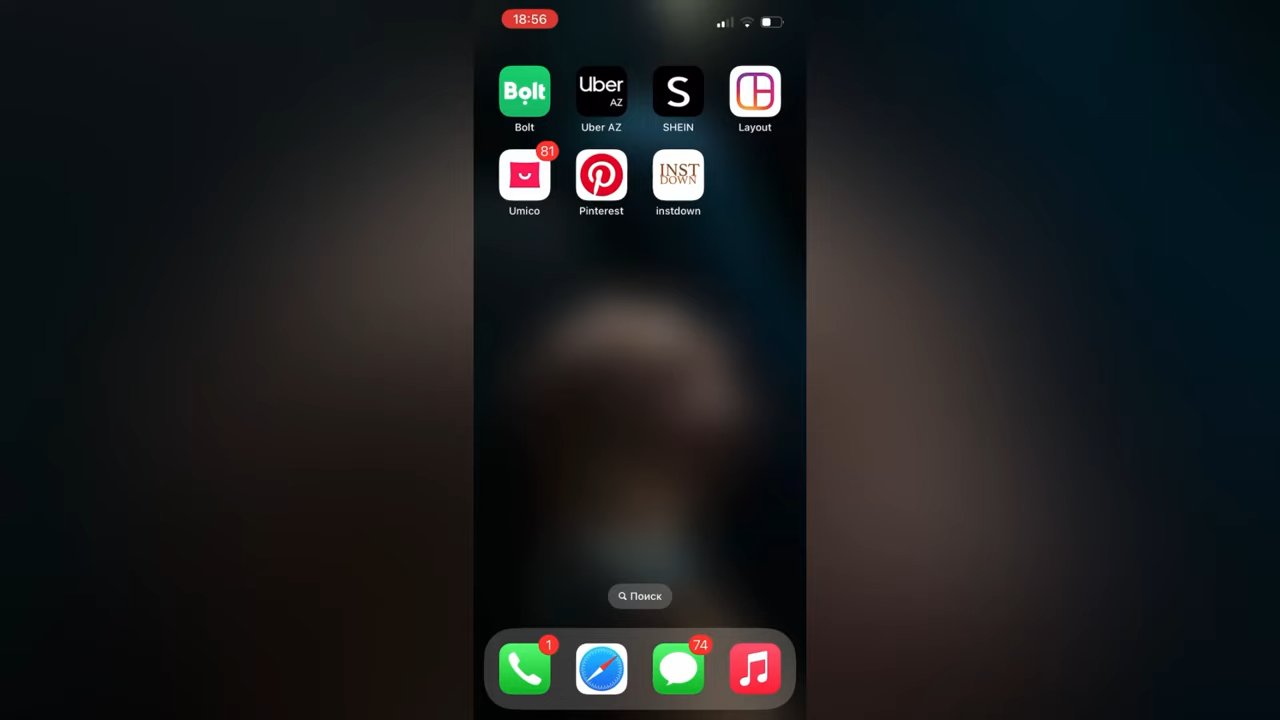 18:56
Bolt
Uber
AZ
S
Bolt
Uber AZ
SHEIN
Layout
81
INST
DOWN
Umico
Pinterest
instdown
Поиск
1
74